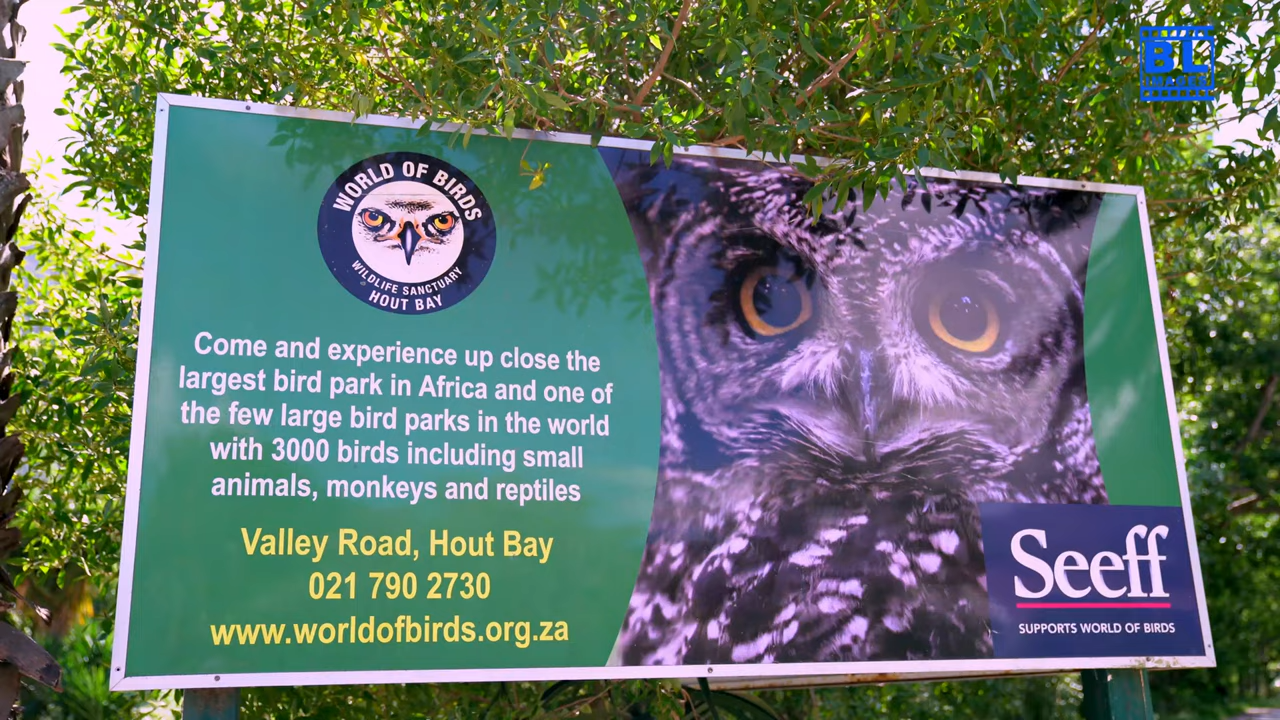 BL
IMAGES
WORLD OF BIRDS
WILDLIFE SANCTUARY
HOUT BAY
Come and experience up close the
largest bird park in Africa and one of
the few large bird parks in the world
with 3000 birds including small
animals, monkeys and reptiles
Valley Road, Hout Bay
021 790 2730
www.worldofbirds.org.za
Seeff
SUPPORTS WORLD OF BIRDS